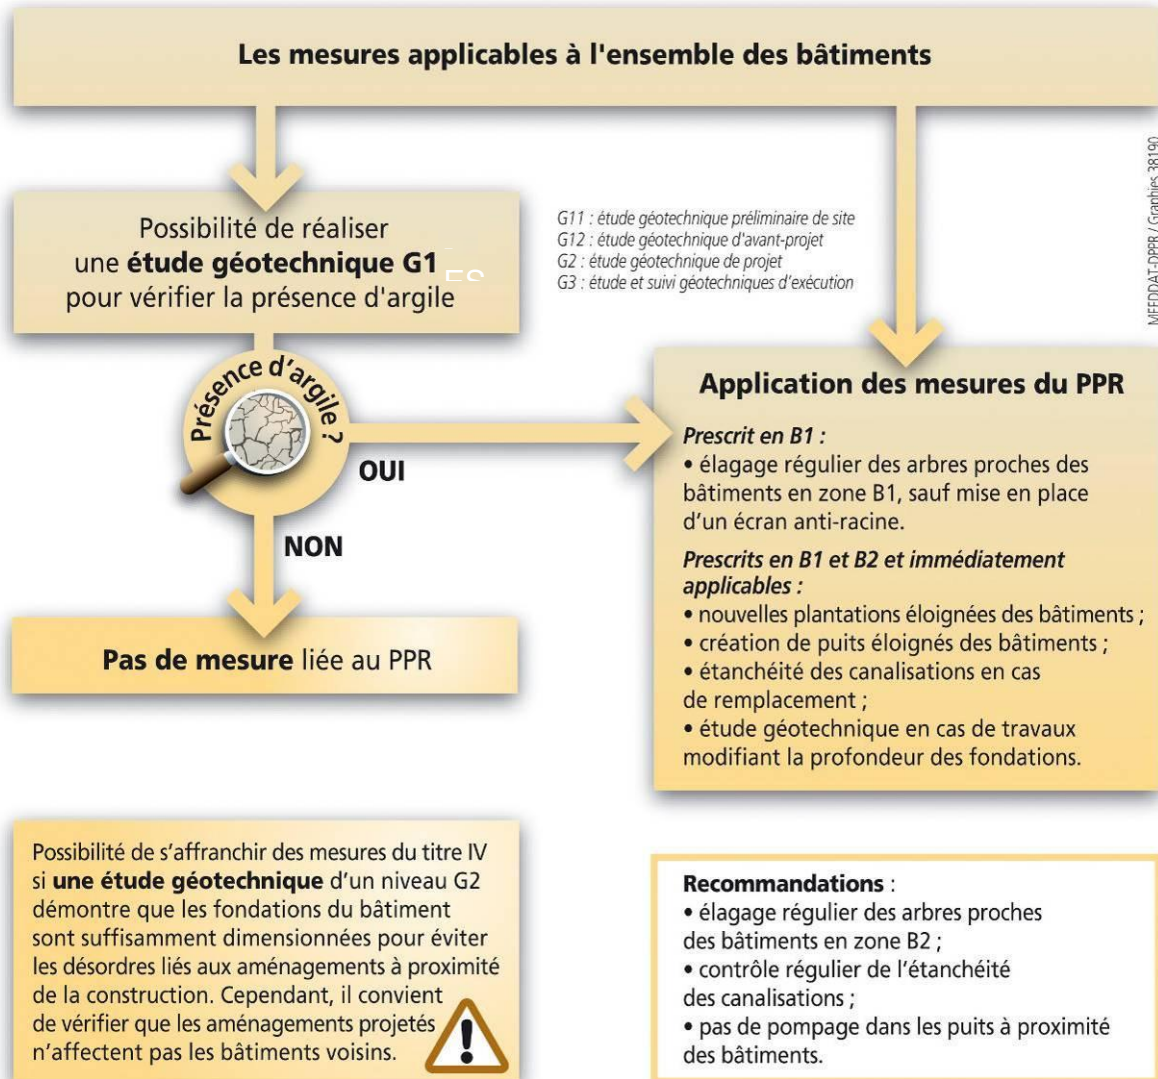 Les mesures applicables à l'ensemble des bâtiments
MEEDDAT-DPPR / Graphies 38190
Possibilité de réaliser
une étude géotechnique G1
pour vérifier la présence d'argile
G11 : étude géotechnique préliminaire de site
G12 : étude géotechnique d'avant-projet
G2 : étude géotechnique de projet
G3 : étude et suivi géotechniques d'exécution
Présence d'argile ?
OUI
NON
Pas de mesure liée au PPR
Application des mesures du PPR
Prescrit en B1 :
• élagage régulier des arbres proches des
bâtiments en zone B1, sauf mise en place
d'un écran anti-racine.
Prescrits en B1 et B2 et immédiatement
applicables :
• nouvelles plantations éloignées des bâtiments ;
• création de puits éloignés des bâtiments ;
• étanchéité des canalisations en cas
de remplacement ;
• étude géotechnique en cas de travaux
modifiant la profondeur des fondations.
Possibilité de s'affranchir des mesures du titre IV
si une étude géotechnique d'un niveau G2
démontre que les fondations du bâtiment
sont suffisamment dimensionnées pour éviter
les désordres liés aux aménagements à proximité
de la construction. Cependant, il convient
de vérifier que les aménagements projetés
n'affectent pas les bâtiments voisins.
!
Recommandations :
• élagage régulier des arbres proches
des bâtiments en zone B2 ;
• contrôle régulier de l'étanchéité
des canalisations ;
• pas de pompage dans les puits à proximité
des bâtiments.